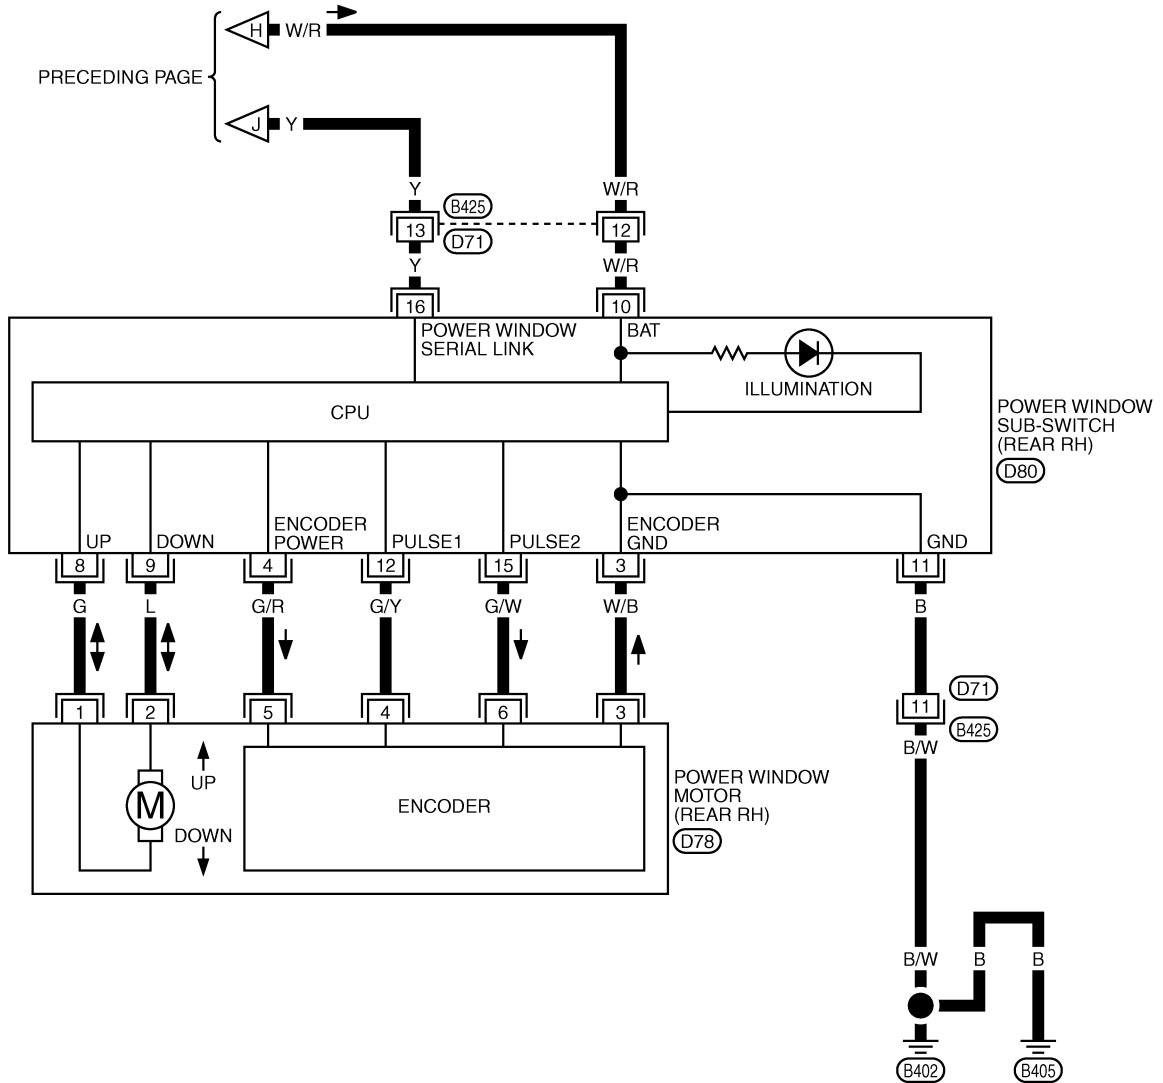 H W/R
PRECEDING PAGE
J Y
Y W/R
B425
13 12
D71
Y W/R
16 10
POWER WINDOW
SERIAL LINK
BAT
ILLUMINATION
CPU
POWER WINDOW
SUB-SWITCH
(REAR RH)
D80
UP
DOWN
ENCODER
POWER
PULSE1
PULSE2
ENCODER
GND
GND
8 9 4 12 15 3 11
G L G/R G/Y G/W W/B B
1 2 5 4 6 3
D71
11
B425
B/W
UP
M
DOWN
ENCODER
POWER WINDOW
MOTOR
(REAR RH)
D78
B/W B B
B402 B405